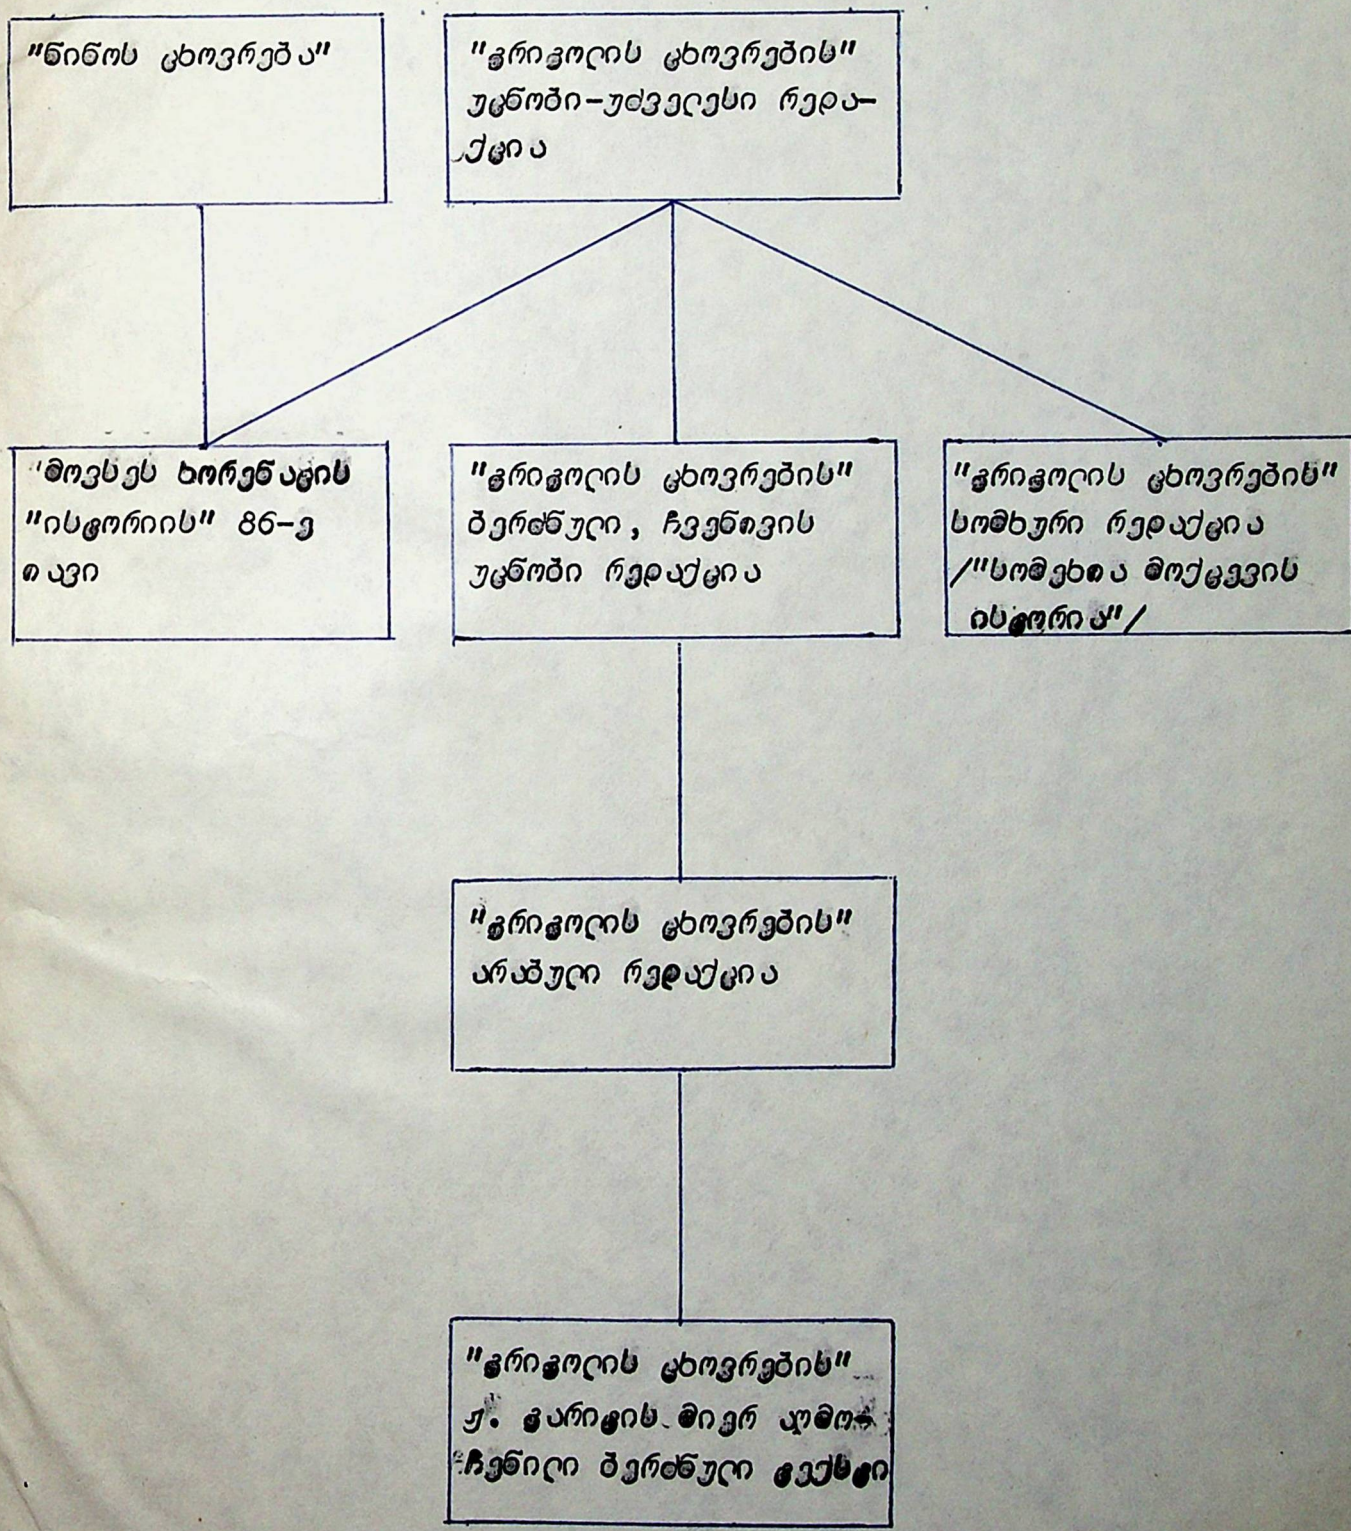 "ნინოს ცხოვრება"
"გრიგოლის ცხოვრების"
უცნობი-უძველესი რედა-
ქცია
მოვსეს ხორენაცის
"ისტორიის" 86-ე
თავი
"გრიგოლის ცხოვრების"
ბერძნული, ჩვენთვის
უცნობი რედაქცია
"გრიგოლის ცხოვრების"
სომხური რედაქცია
/"სომეხთა მოქცევის
ისტორია"/
"გრიგოლის ცხოვრების"
არაბული რედაქცია
"გრიგოლის ცხოვრების"
ჟ. გარიტის მიერ აღმო-
ჩენილი ბერძნული ტექსტი